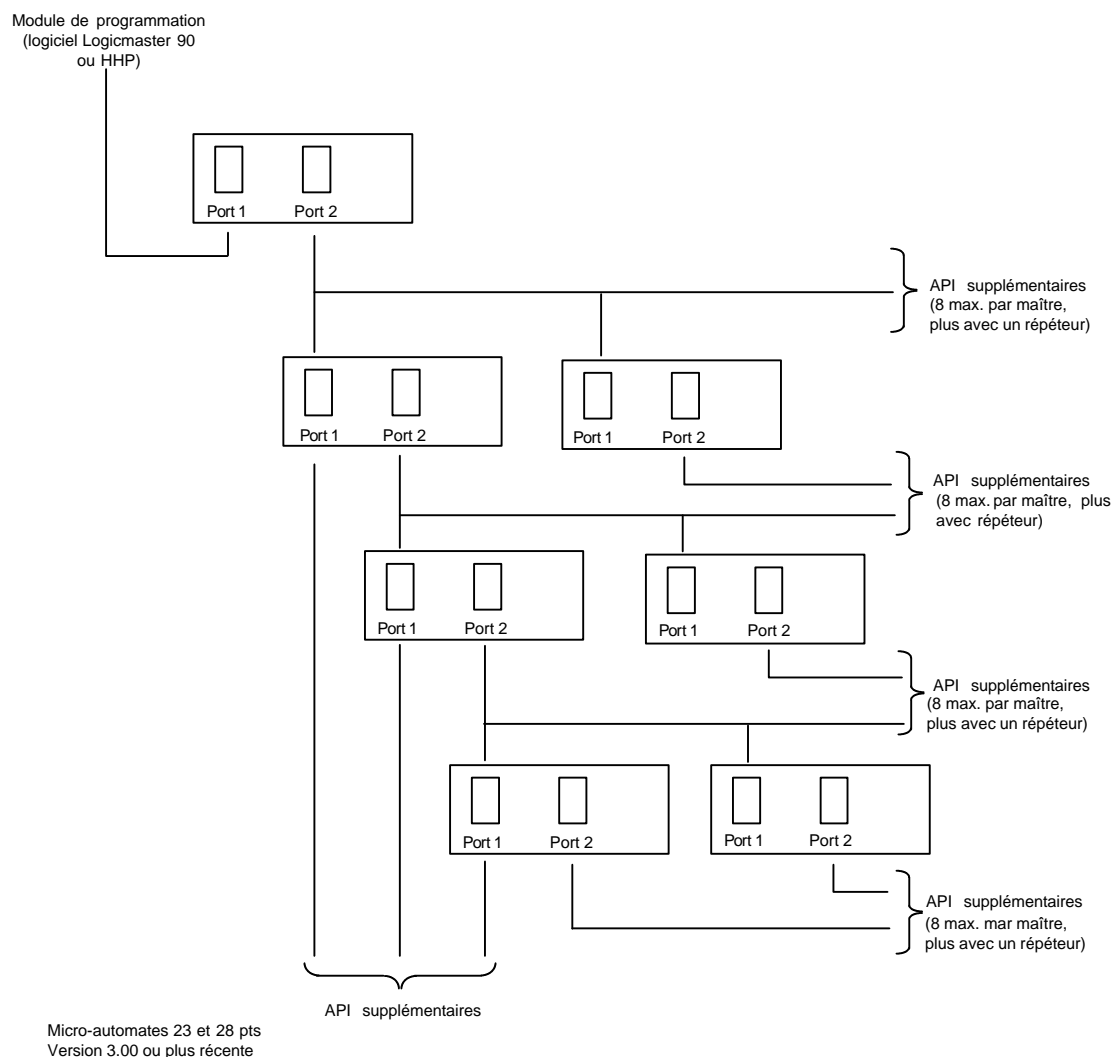 Module de programmation
(logiciel Logicmaster 90
ou HHP)
Port 1
Port 2
API supplémentaires
(8 max. par maître,
plus avec un répéteur)
Port 1
Port 2
Port 1
Port 2
API supplémentaires
(8 max. par maître, plus
avec répéteur)
Port 1
Port 2
Port 1
Port 2
API supplémentaires
(8 max. par maître,
plus avec un répéteur)
Port 1
Port 2
Port 1
Port 2
API supplémentaires
(8 max. mar maître,
plus avec un répéteur)
API supplémentaires
Micro-automates 23 et 28 pts
Version 3.00 ou plus récente